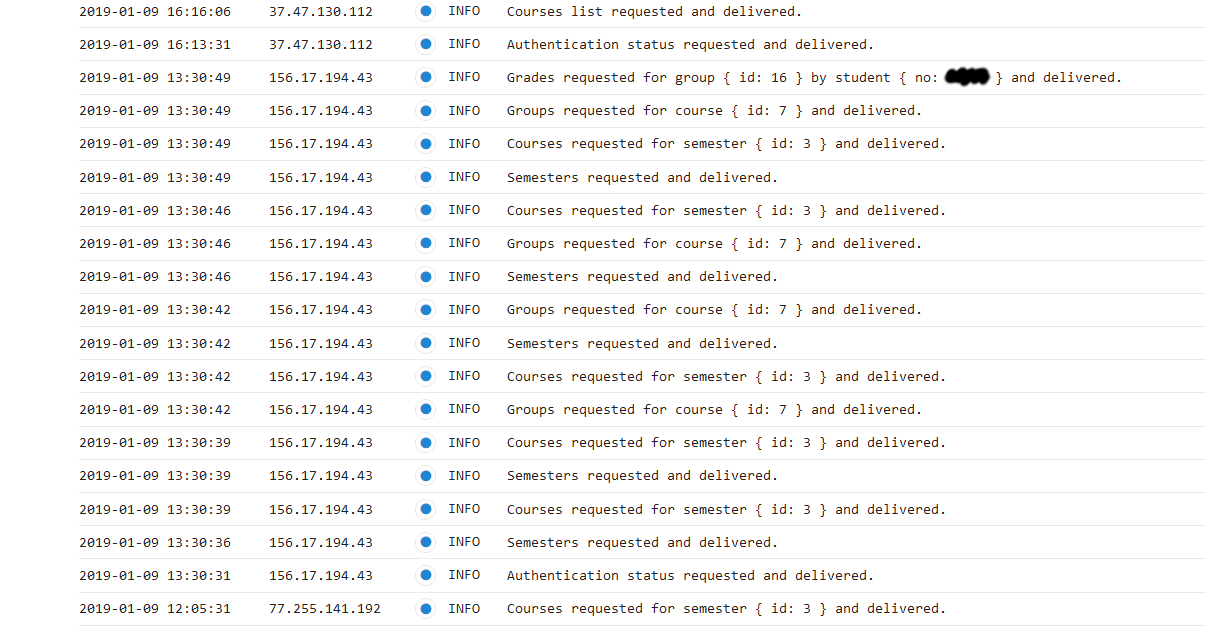 2019-01-09 16:16:06 37.47.130.112 INFO Courses list requested and delivered.
2019-01-09 16:13:31 37.47.130.112 INFO Authentication status requested and delivered.
2019-01-09 13:30:49 156.17.194.43 INFO Grades requested for group { id: 16 } by student { no: } and delivered.
2019-01-09 13:30:49 156.17.194.43 INFO Groups requested for course { id: 7 } and delivered.
2019-01-09 13:30:49 156.17.194.43 INFO Courses requested for semester { id: 3 } and delivered.
2019-01-09 13:30:49 156.17.194.43 INFO Semesters requested and delivered.
2019-01-09 13:30:46 156.17.194.43 INFO Courses requested for semester { id: 3 } and delivered.
2019-01-09 13:30:46 156.17.194.43 INFO Groups requested for course { id: 7 } and delivered.
2019-01-09 13:30:46 156.17.194.43 INFO Semesters requested and delivered.
2019-01-09 13:30:42 156.17.194.43 INFO Groups requested for course { id: 7 } and delivered.
2019-01-09 13:30:42 156.17.194.43 INFO Semesters requested and delivered.
2019-01-09 13:30:42 156.17.194.43 INFO Courses requested for semester { id: 3 } and delivered.
2019-01-09 13:30:42 156.17.194.43 INFO Groups requested for course { id: 7 } and delivered.
2019-01-09 13:30:39 156.17.194.43 INFO Courses requested for semester { id: 3 } and delivered.
2019-01-09 13:30:39 156.17.194.43 INFO Semesters requested and delivered.
2019-01-09 13:30:39 156.17.194.43 INFO Courses requested for semester { id: 3 } and delivered.
2019-01-09 13:30:36 156.17.194.43 INFO Semesters requested and delivered.
2019-01-09 13:30:31 156.17.194.43 INFO Authentication status requested and delivered.
2019-01-09 12:05:31 77.255.141.192 INFO Courses requested for semester { id: 3 } and delivered.